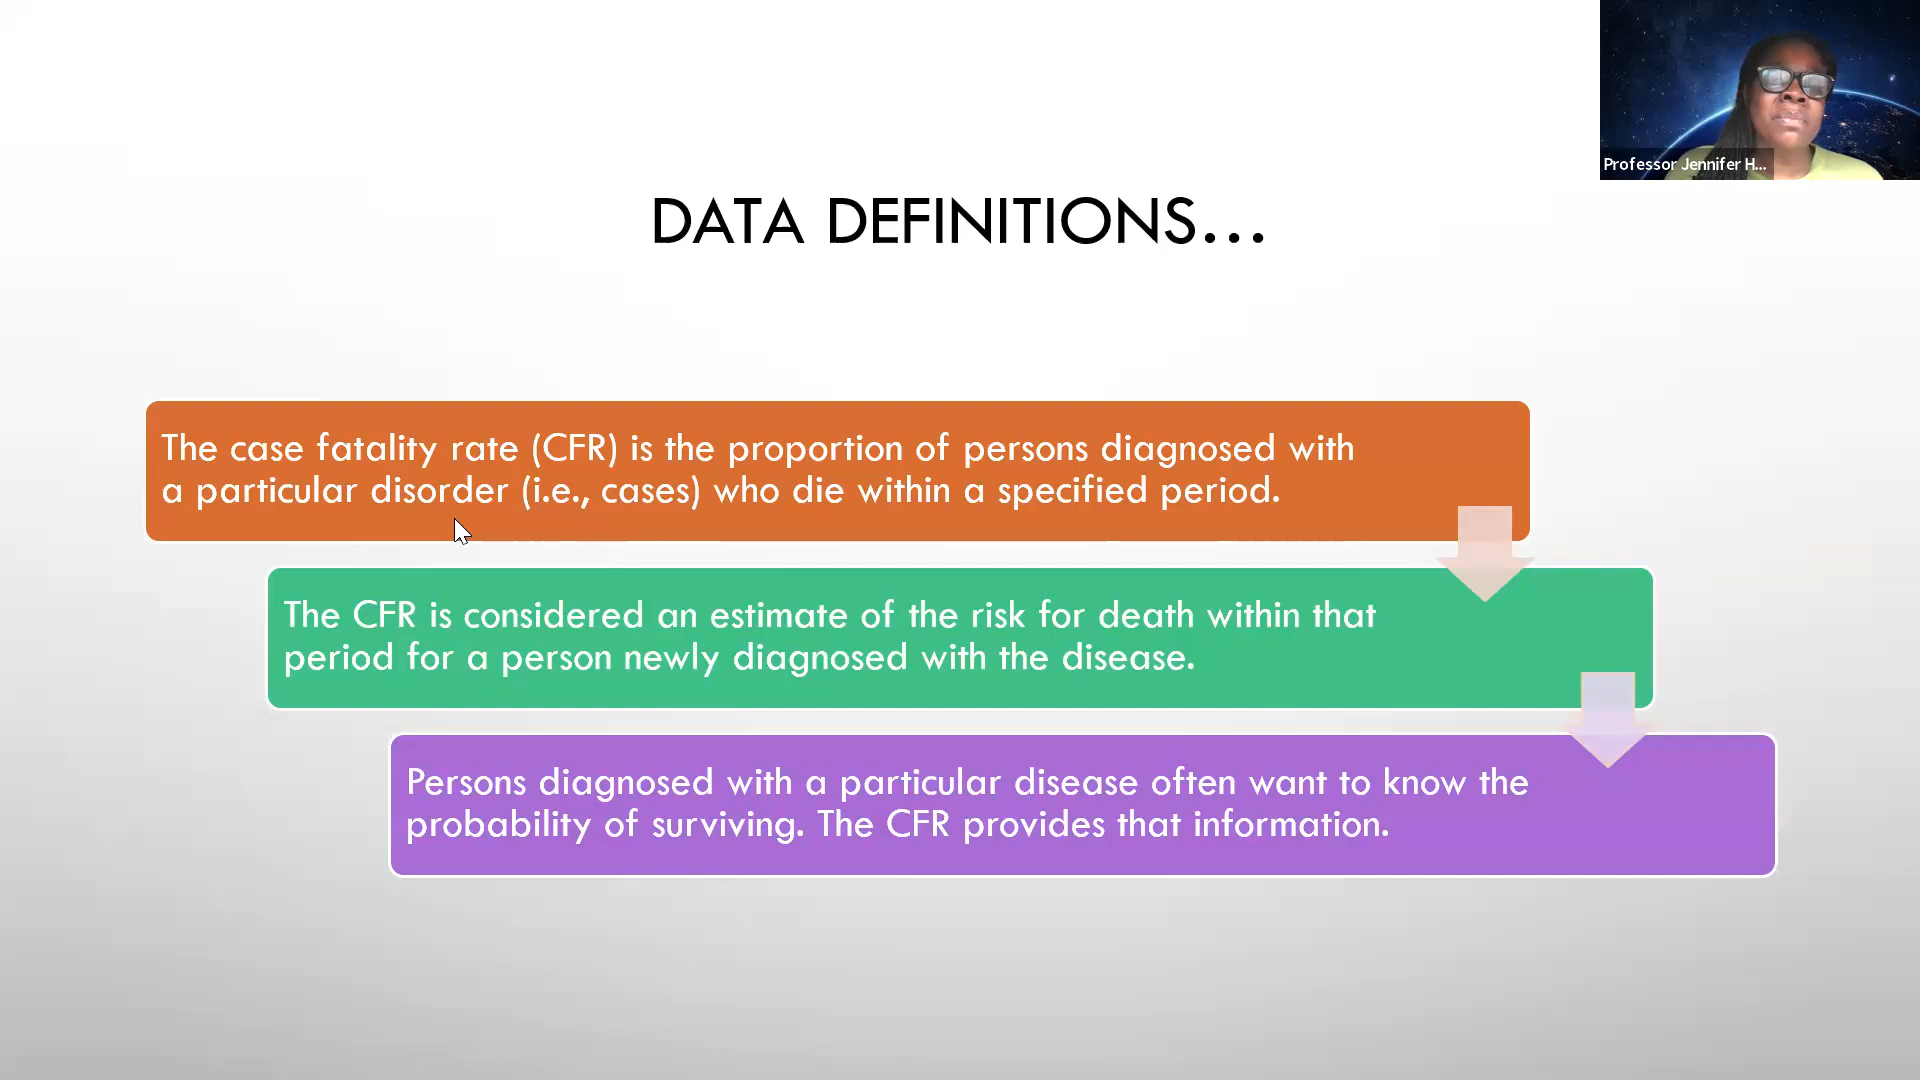 Professor Jennifer H...
DATA DEFINITIONS...
The case fatality rate (CFR) is the proportion of persons diagnosed with
a particular disorder (i.e., cases) who die within a specified period.
The CFR is considered an estimate of the risk for death within that
period for a person newly diagnosed with the disease.
Persons diagnosed with a particular disease often want to know the
probability of surviving. The CFR provides that information.